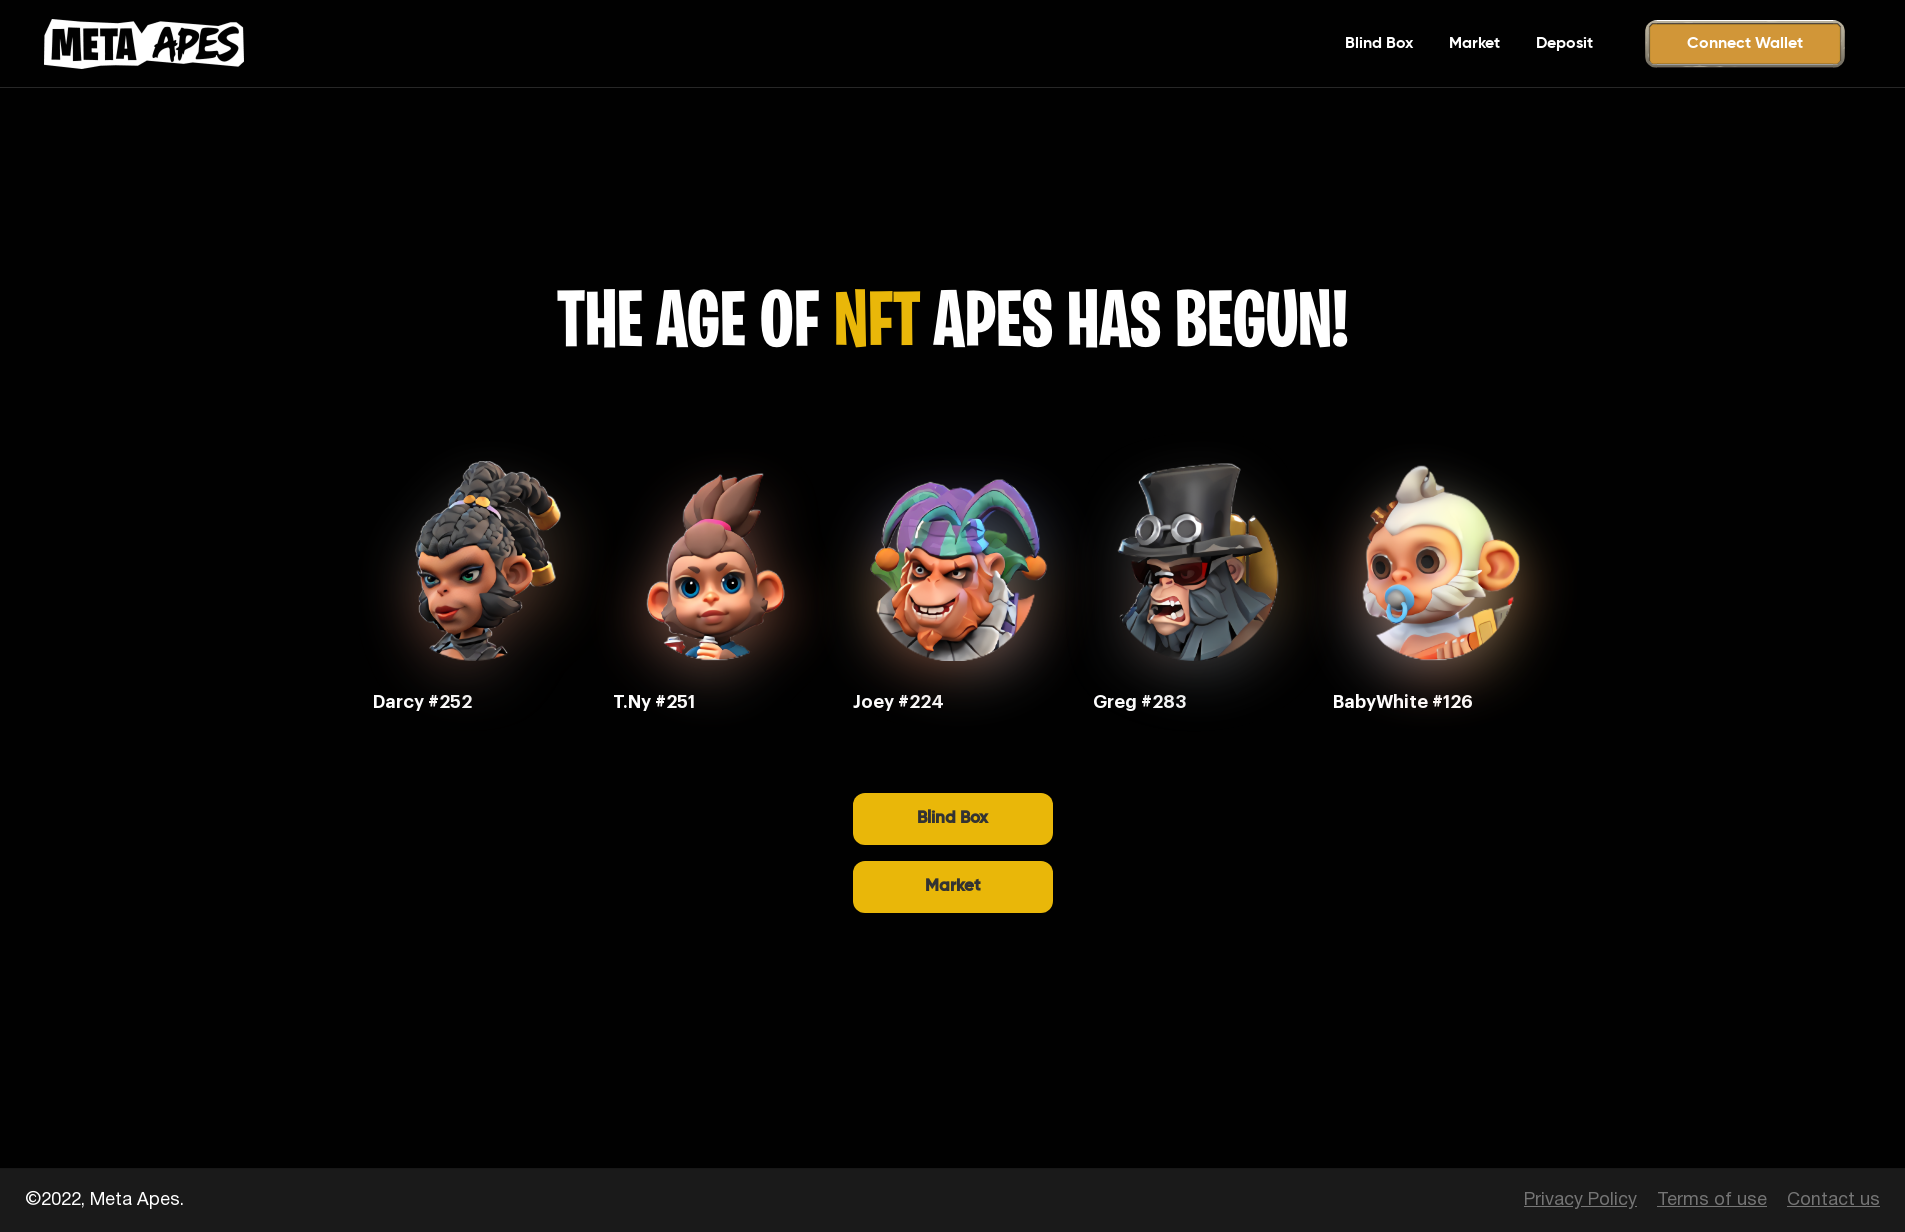 META APES
Blind Box Market Deposit Connect Wallet
THE AGE OF NFT APES HAS BEGUN!
Darcy #252 T.Ny #251 Joey #224 Greg #283 BabyWhite #126
Blind Box
Market
©2022, Meta Apes. Privacy Policy Terms of use Contact us